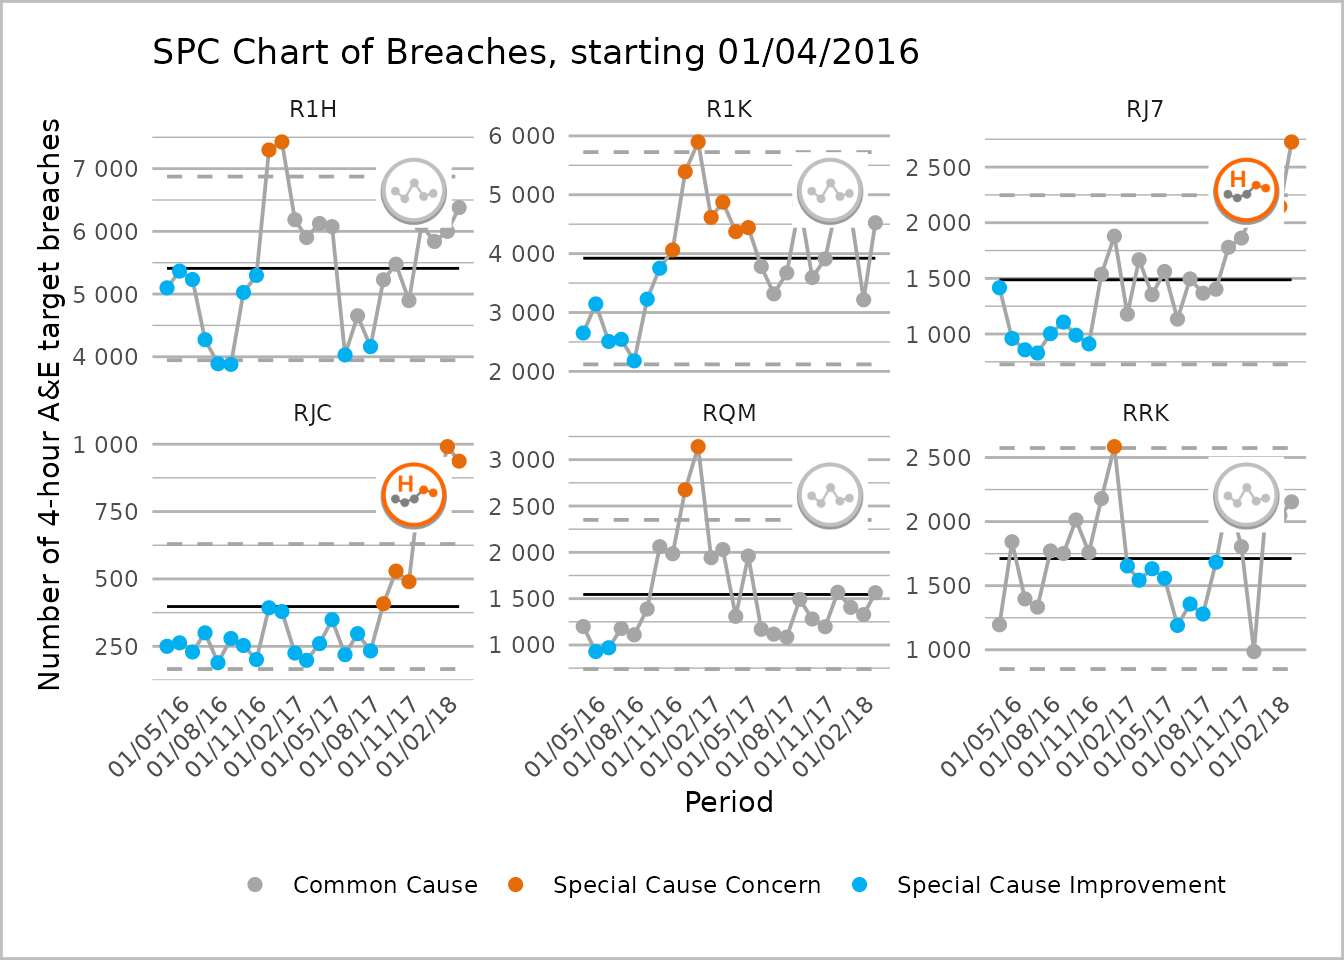 SPC Chart of Breaches, starting 01/04/2016
Number of 4-hour A&E target breaches
R1H
7 000
6 000
5 000
4 000
R1K
6 000
5 000
4 000
3 000
2 000
RJ7
2 500
2 000
1 500
1 000
H
RJC
1 000
750
500
250
H
RQM
3 000
2 500
2 000
1 500
1 000
RRK
2 500
2 000
1 500
1 000
01/05/16 01/08/16 01/11/16 01/02/17 01/05/17 01/08/17 01/11/17 01/02/18
01/05/16 01/08/16 01/11/16 01/02/17 01/05/17 01/08/17 01/11/17 01/02/18
01/05/16 01/08/16 01/11/16 01/02/17 01/05/17 01/08/17 01/11/17 01/02/18
Period
Common Cause Special Cause Concern Special Cause Improvement